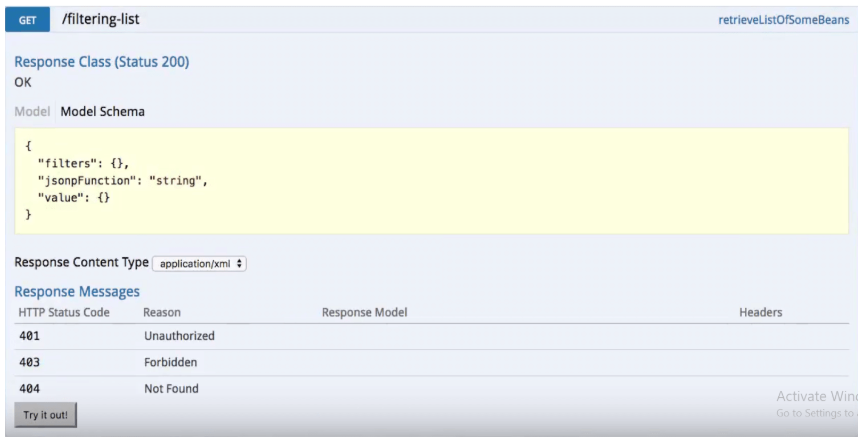 GET /filtering-list retrieveListOfSomeBeans
Response Class (Status 200)
OK
Model Model Schema
{
"filters": {},
"jsonpFunction": "string",
"value": {}
}
Response Content Type application/xml
Response Messages
HTTP Status Code Reason Response Model Headers
401 Unauthorized
403 Forbidden
404 Not Found
Try it out!
Activate Win
Go to Settings to